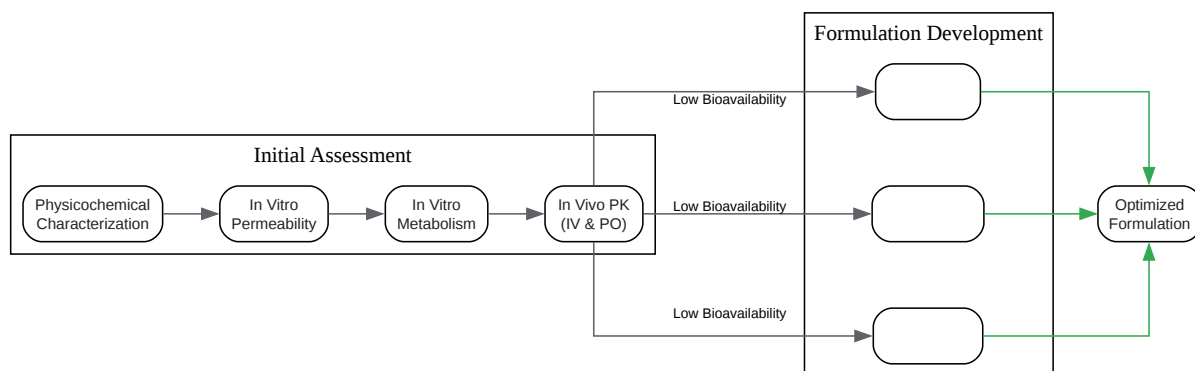 Formulation Development
Low Bioavailability
Initial Assessment
Physicochemical
Characterization
In Vitro
Permeability
In Vitro
Metabolism
In Vivo PK
(IV & PO)
Low Bioavailability
Optimized
Formulation
Low Bioavailability